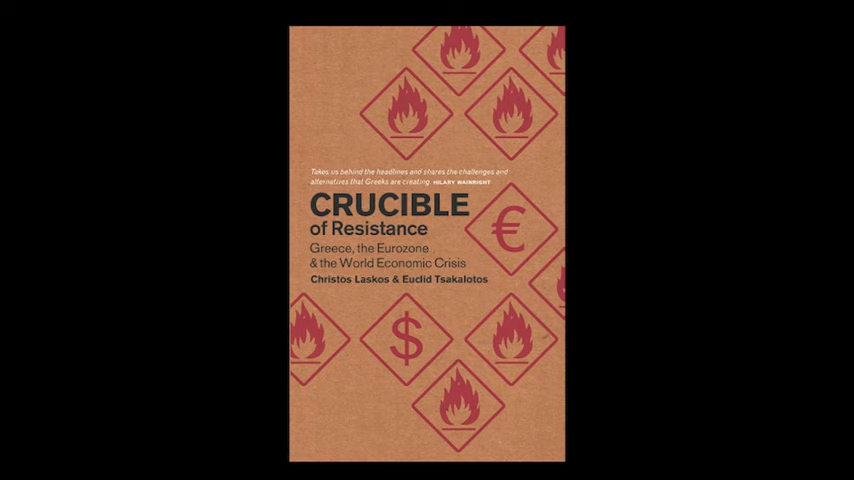 Takes us behind the headlines and shares the challenges and
alternatives that Greeks are creating. HILARY WAINRIGHT
CRUCIBLE
of Resistance
Greece, the Eurozone
& the World Economic Crisis
Christos Laskos & Euclid Tsakalotos
€
$